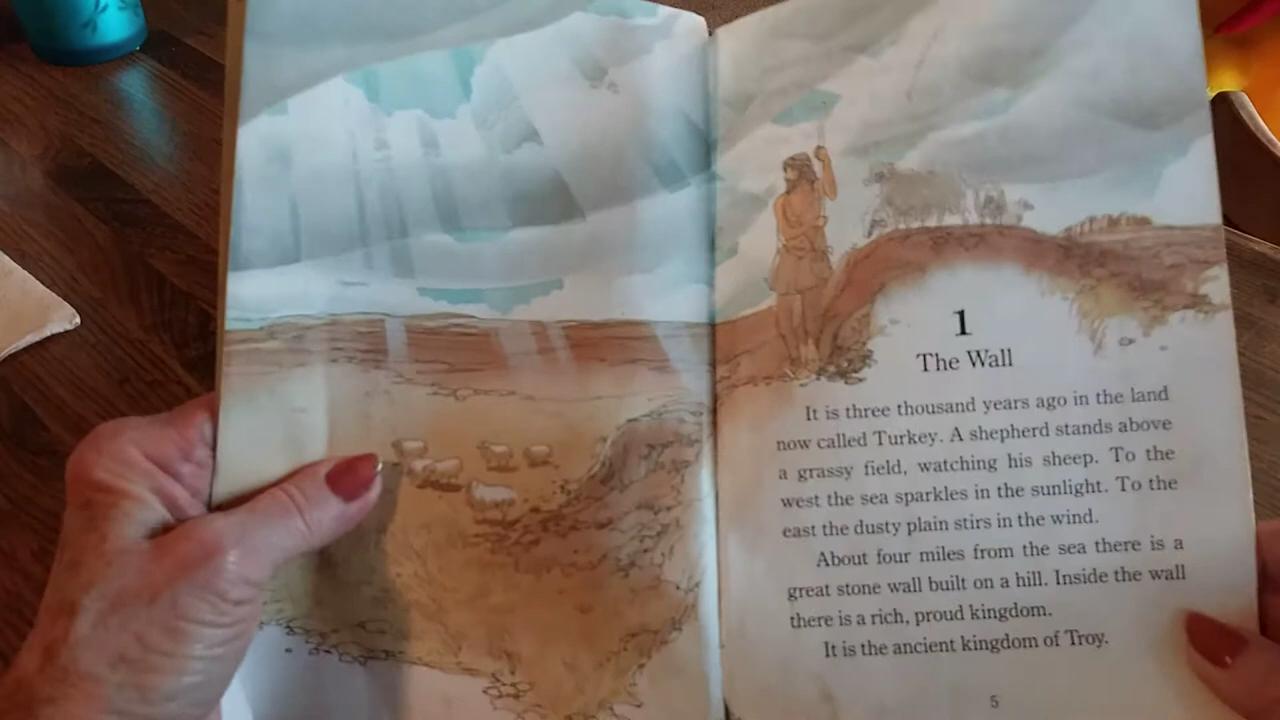 1
The Wall
It is three thousand years ago in the land
now called Turkey. A shepherd stands above
a grassy field, watching his sheep. To the
west the sea sparkles in the sunlight. To the
east the dusty plain stirs in the wind.
About four miles from the sea there is a
great stone wall built on a hill. Inside the wall
there is a rich, proud kingdom.
It is the ancient kingdom of Troy.
5